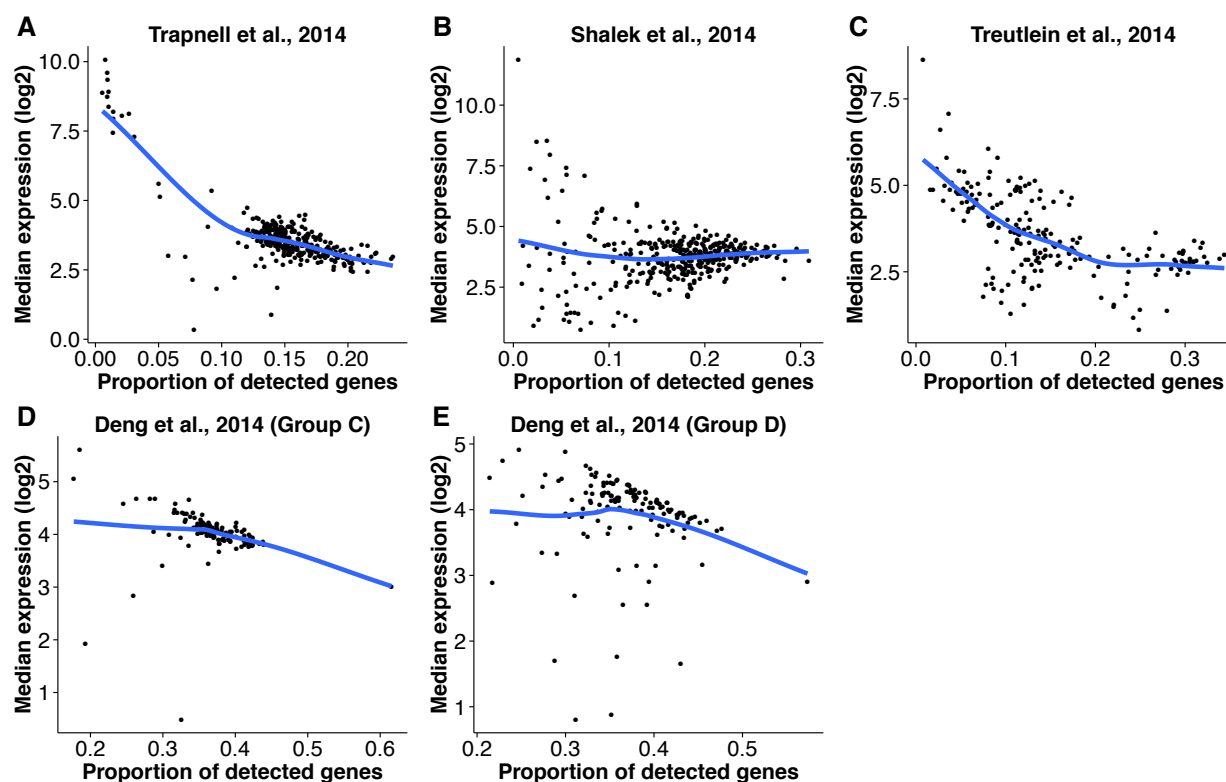 A
Trapnell et al., 2014
Median expression (log2)
10.0
7.5
5.0
2.5
0.0
0.00 0.05 0.10 0.15 0.20
Proportion of detected genes
B
Shalek et al., 2014
Median expression (log2)
10.0
7.5
5.0
2.5
0.0 0.1 0.2 0.3
Proportion of detected genes
C
Treutlein et al., 2014
Median expression (log2)
7.5
5.0
2.5
0.0 0.1 0.2 0.3
Proportion of detected genes
D
Deng et al., 2014 (Group C)
Median expression (log2)
5
4
3
2
1
0.2 0.3 0.4 0.5 0.6
Proportion of detected genes
E
Deng et al., 2014 (Group D)
Median expression (log2)
5
4
3
2
1
0.2 0.3 0.4 0.5
Proportion of detected genes